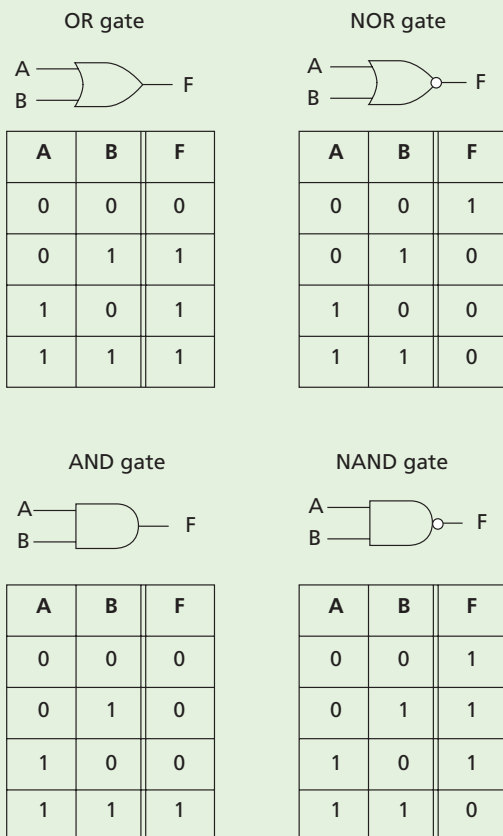 OR gate
A
B
F
A B F
0 0 0
0 1 1
1 0 1
1 1 1
NOR gate
A
B
F
A B F
0 0 1
0 1 0
1 0 0
1 1 0
AND gate
A
B
F
A B F
0 0 0
0 1 0
1 0 0
1 1 1
NAND gate
A
B
F
A B F
0 0 1
0 1 1
1 0 1
1 1 0